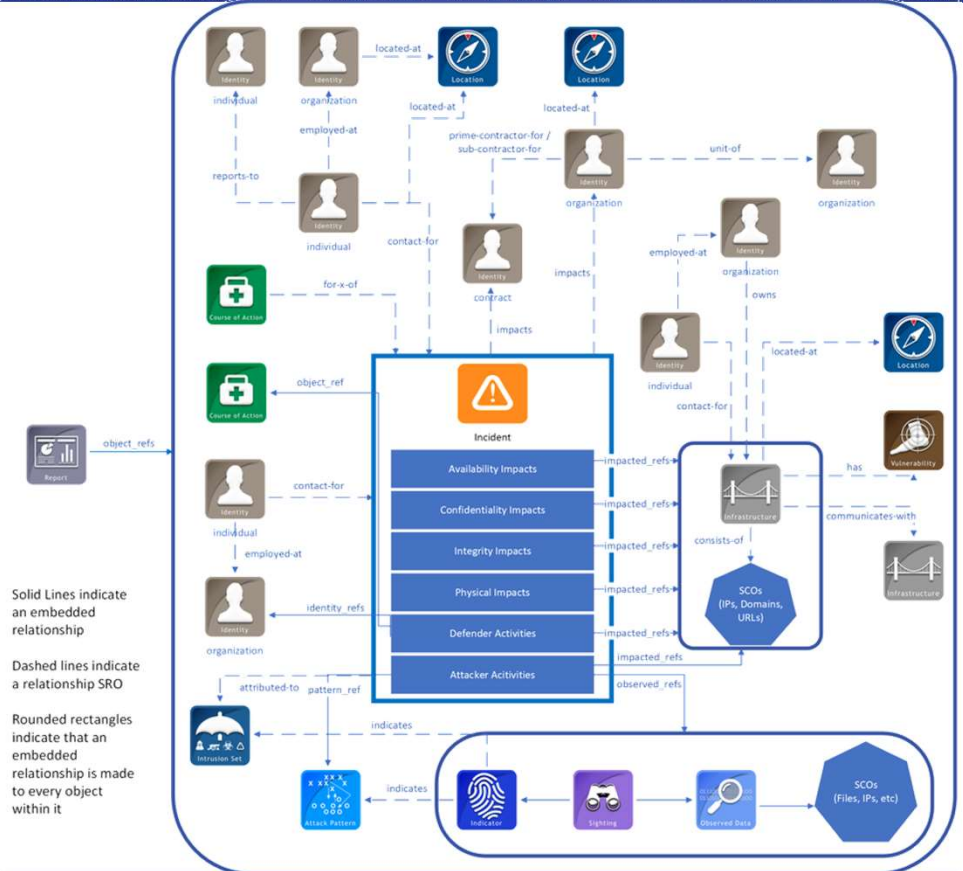 Identity
individual
Identity
organization
located-at
Location
Location
located-at
employed-at
located-at
prime-contractor-for /
sub-contractor-for
Identity
organization
unit-of
Identity
organization
reports-to
Identity
individual
contact-for
Identity
contract
impacts
impacts
employed-at
Identity
organization
owns
Course of Action
for-x-of
Identity
individual
contact-for
located-at
Location
Course of Action
object_ref
Incident
Report
object_refs
Availability Impacts
impacted_refs
Confidentiality Impacts
impacted_refs
Integrity Impacts
impacted_refs
Physical Impacts
impacted_refs
Defender Activities
impacted_refs
Attacker Acitivities
impacted_refs
observed_refs
Infrastructure
consists-of
SCOs
(IPs, Domains,
URLs)
has
Vulnerability
communicates-with
Infrastructure
Identity
individual
contact-for
employed-at
Identity
organization
identity_refs
attributed-to
pattern_ref
Intrusion Set
indicates
Attack Pattern
indicates
Indicator
Sighting
Observed Data
SCOs
(Files, IPs, etc)
Solid Lines indicate
an embedded
relationship
Dashed lines indicate
a relationship SRO
Rounded rectangles
indicate that an
embedded
relationship is made
to every object
within it